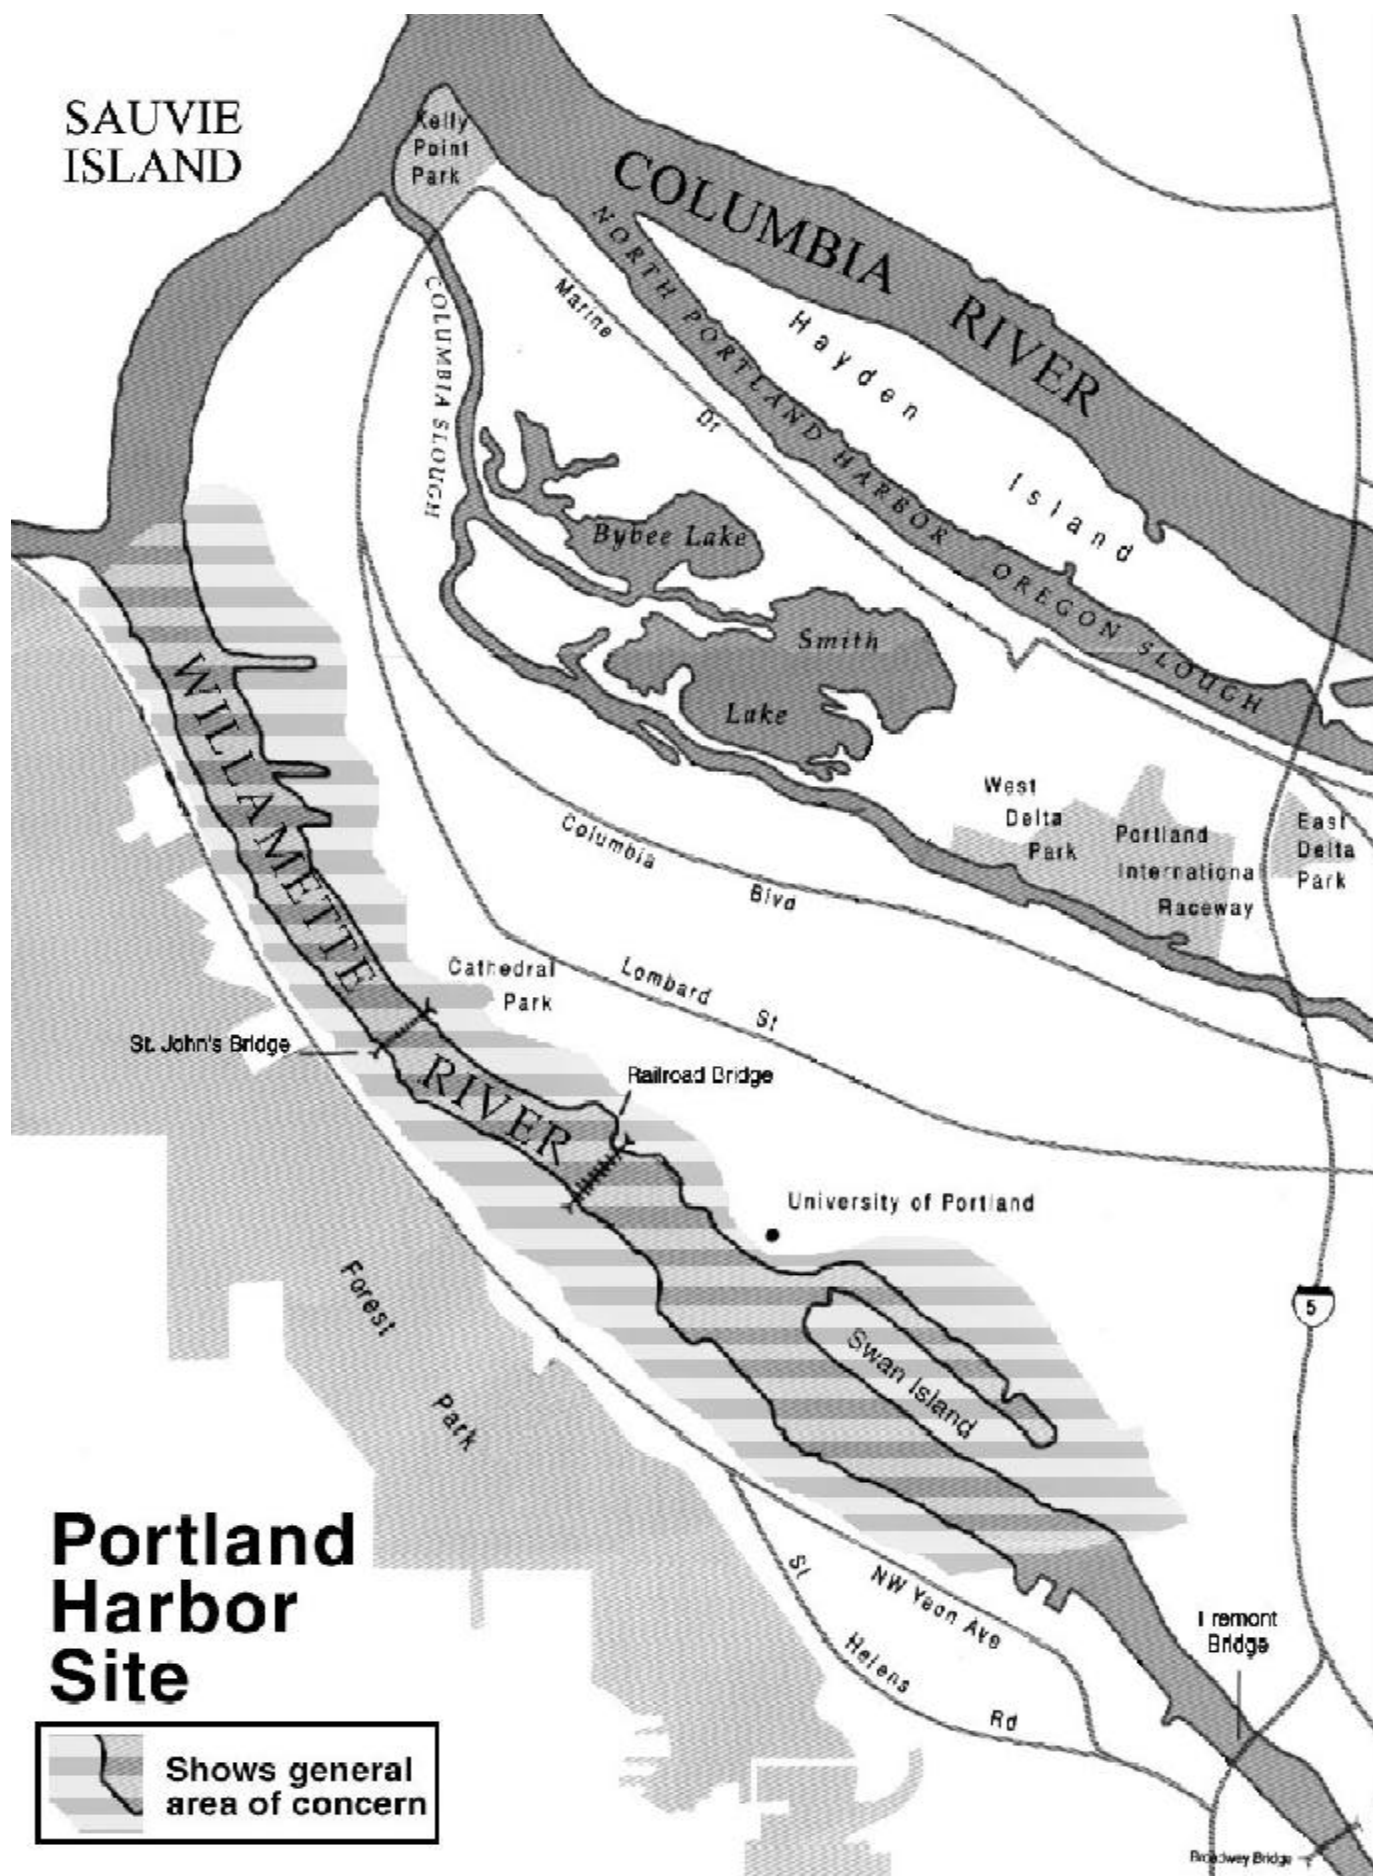 SAUVIE
ISLAND
Kelly
Point
Park
COLUMBIA RIVER
NORTH PORTLAND HARBOR
OREGON SLOUGH
Hayden
Island
Marine
Dr
COLUMBIA SLOUGH
Bybee Lake
Smith
Lake
West
Delta
Park
Portland
Internationa
Raceway
East
Delta
Park
WILLAMETTE
RIVER
Columbia
Blvd
Cathedral
Park
Lombard
St
St. John's Bridge
Railroad Bridge
University of Portland
5
Swan Island
Forest
Park
Portland
Harbor
Site
Shows general
area of concern
St
Helens
Rd
NW Yeon Ave
Fremont
Bridge
Broadway Bridge